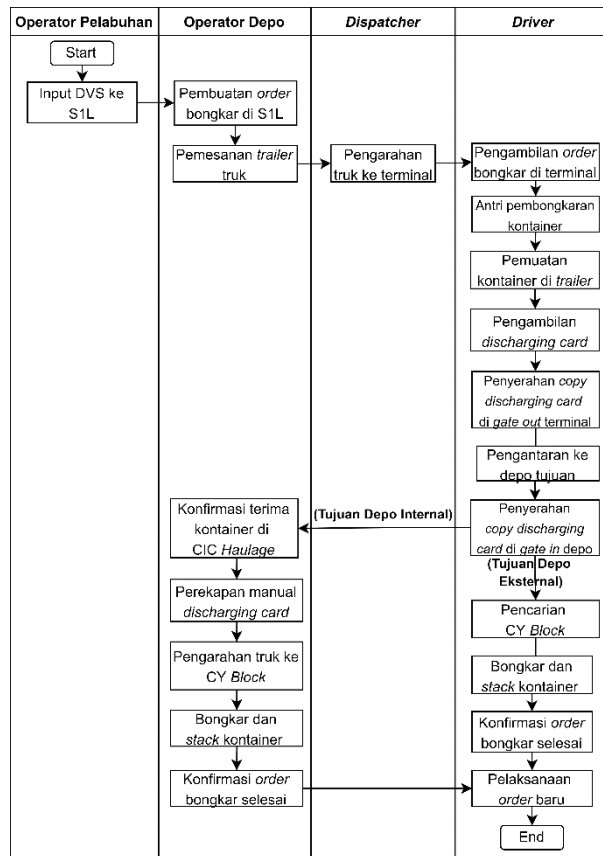 Operator Pelabuhan
Operator Depo
Dispatcher
Driver
Start
Input DVS ke
S1L
Pembuatan order
bongkar di S1L
Pemesanan trailer
truk
Pengarahan
truk ke terminal
Pengambilan order
bongkar di terminal
Antri pembongkaran
kontainer
Pemuatan
kontainer di trailer
Pengambilan
discharging card
Penyerahan copy
discharging card
di gate out terminal
Pengantaran ke
depo tujuan
Penyerahan
copy discharging
card di gate in depo
(Tujuan Depo Internal)
Konfirmasi terima
kontainer di
CIC Haulage
Perekapan manual
discharging card
Pengarahan truk ke
CY Block
Bongkar dan
stack kontainer
Konfirmasi order
bongkar selesai
(Tujuan Depo
Eksternal)
Pencarian
CY Block
Bongkar dan
stack kontainer
Konfirmasi order
bongkar selesai
Pelaksanaan
order baru
End